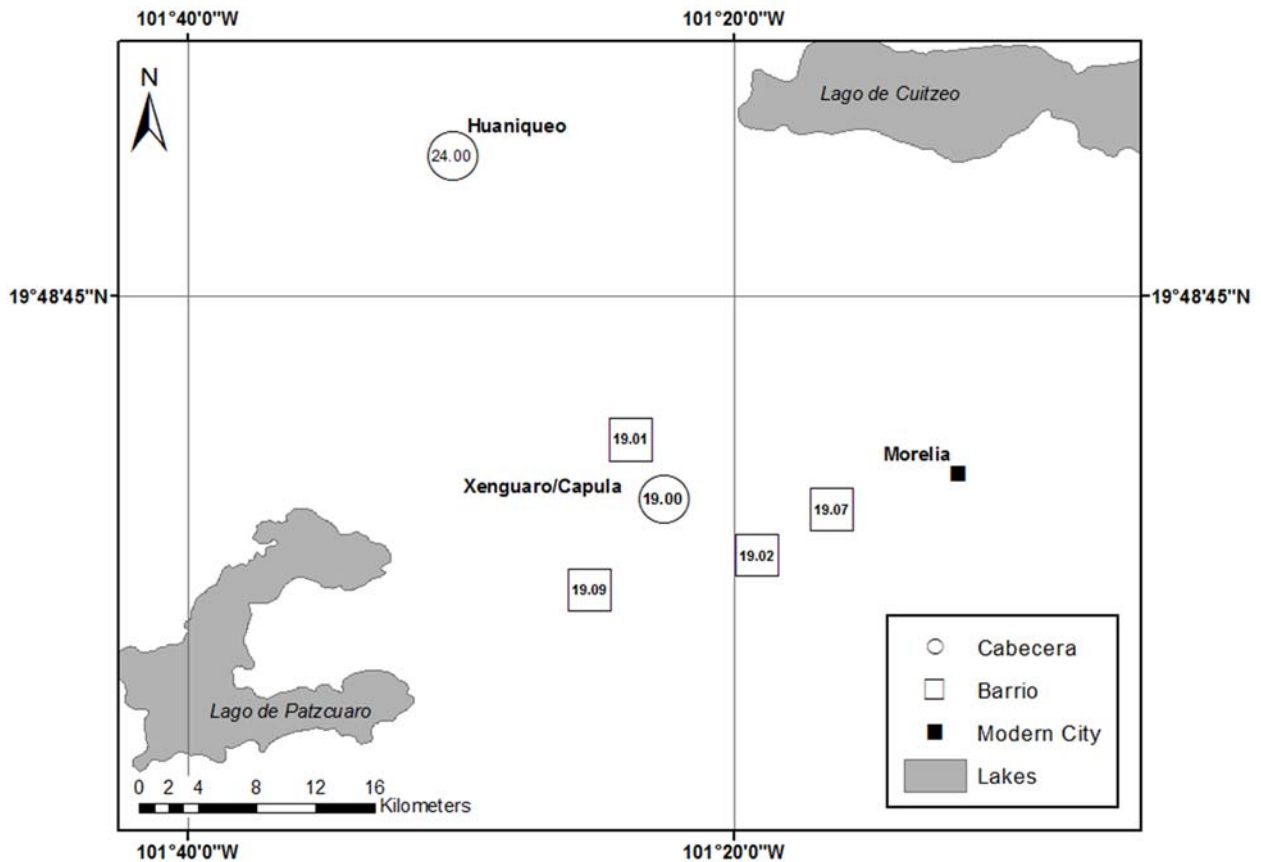 101°40'0"W 101°20'0"W
N
Lago de Cuitzeo
Huaniqueo
24.00
19°48'45"N 19°48'45"N
19.01
Morelia
Xenguaro/Capula
19.00
19.07
19.02
19.09
Cabecera
Barrio
Lago de Patzcuaro
Modern City
Lakes
0 2 4 8 12 16
Kilometers
101°40'0"W 101°20'0"W